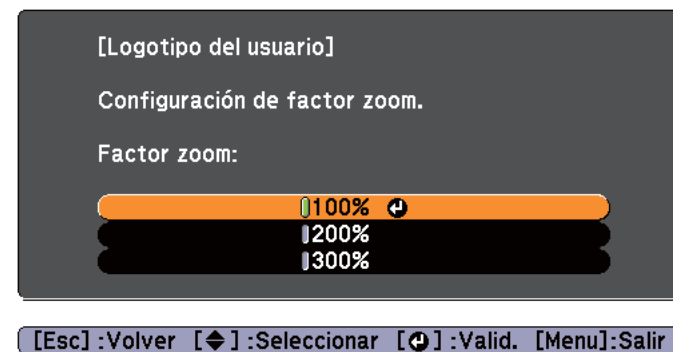 [Logotipo del usuario]
Configuración de factor zoom.
Factor zoom:
100%
200%
300%
[Esc] :Volver [◆] :Seleccionar [↵] :Valid. [Menu]:Salir